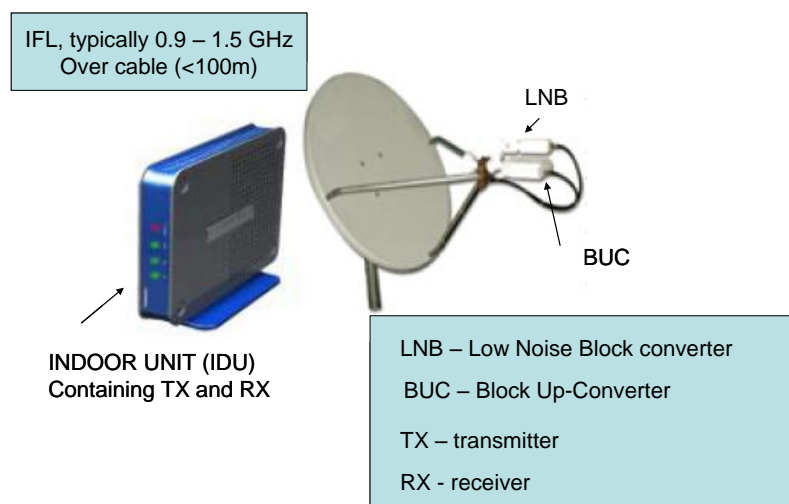 IFL, typically 0.9 – 1.5 GHz
Over cable (<100m)
LNB
BUC
INDOOR UNIT (IDU)
Containing TX and RX
LNB – Low Noise Block converter
BUC – Block Up-Converter
TX – transmitter
RX - receiver